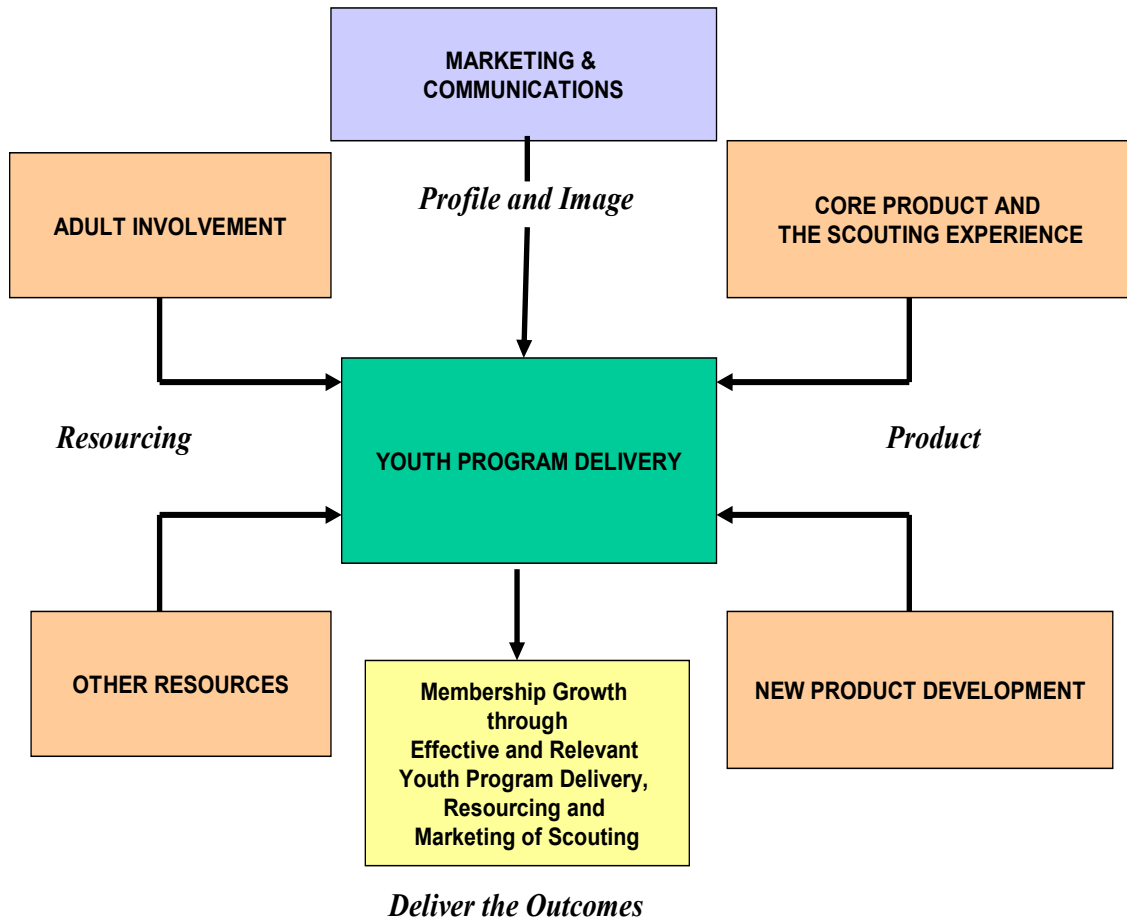 MARKETING &
COMMUNICATIONS
Profile and Image
ADULT INVOLVEMENT
CORE PRODUCT AND
THE SCOUTING EXPERIENCE
Resourcing
YOUTH PROGRAM DELIVERY
Product
OTHER RESOURCES
Membership Growth
through
Effective and Relevant
Youth Program Delivery,
Resourcing and
Marketing of Scouting
NEW PRODUCT DEVELOPMENT
Deliver the Outcomes